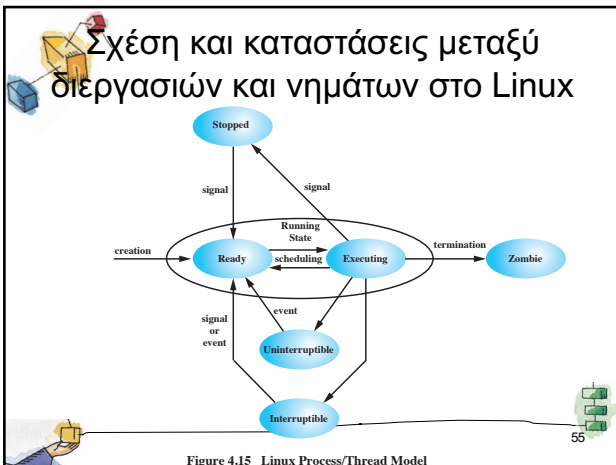 Σχέση και καταστάσεις μεταξύ
διεργασιών και νημάτων στο Linux
Stopped
signal
signal
Running
State
creation
Ready
scheduling
Executing
termination
Zombie
signal
or
event
event
Uninterruptible
Interruptible
55
Figure 4.15 Linux Process/Thread Model